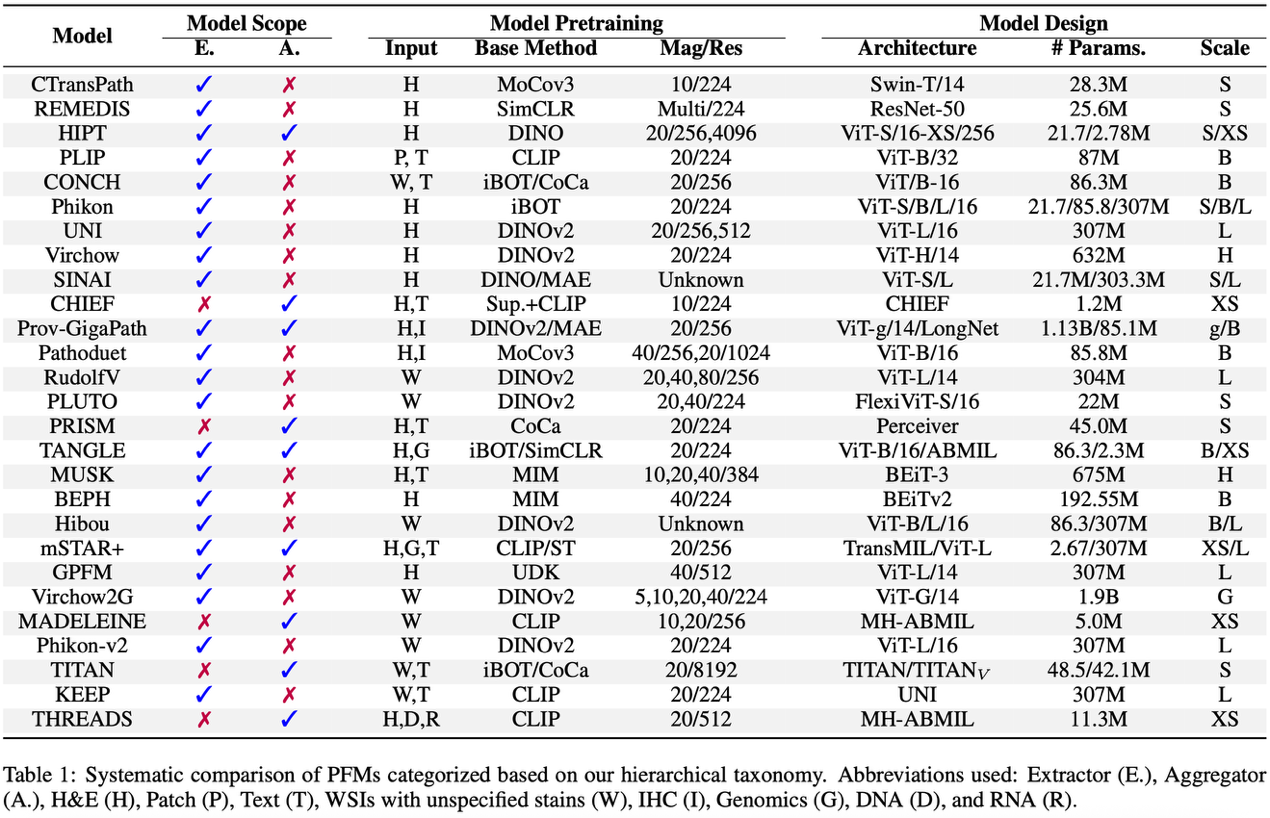 Model Model Scope Model Pretraining Model Design
E. A. Input Base Method Mag/Res Architecture # Params. Scale
CTransPath ✓ ✗ H MoCov3 10/224 Swin-T/14 28.3M S
REMEDIS ✓ ✗ H SimCLR Multi/224 ResNet-50 25.6M S
HIPT ✓ ✓ H DINO 20/256,4096 ViT-S/16-XS/256 21.7/2.78M S/XS
PLIP ✓ ✗ P, T CLIP 20/224 ViT-B/32 87M B
CONCH ✓ ✗ W, T iBOT/CoCa 20/256 ViT/B-16 86.3M B
Phikon ✓ ✗ H iBOT 20/224 ViT-S/B/L/16 21.7/85.8/307M S/B/L
UNI ✓ ✗ H DINOv2 20/256,512 ViT-L/16 307M L
Virchow ✓ ✗ H DINOv2 20/224 ViT-H/14 632M H
SINAI ✓ ✗ H DINO/MAE Unknown ViT-S/L 21.7M/303.3M S/L
CHIEF ✗ ✓ H,T Sup.+CLIP 10/224 CHIEF 1.2M XS
Prov-GigaPath ✓ ✓ H,I DINOv2/MAE 20/256 ViT-g/14/LongNet 1.13B/85.1M g/B
Pathoduet ✓ ✗ H,I MoCov3 40/256,20/1024 ViT-B/16 85.8M B
RudolfV ✓ ✗ W DINOv2 20,40,80/256 ViT-L/14 304M L
PLUTO ✓ ✗ W DINOv2 20,40/224 FlexiViT-S/16 22M S
PRISM ✗ ✓ H,T CoCa 20/224 Perceiver 45.0M S
TANGLE ✓ ✓ H,G iBOT/SimCLR 20/224 ViT-B/16/ABMIL 86.3/2.3M B/XS
MUSK ✓ ✗ H,T MIM 10,20,40/384 BEiT-3 675M H
BEPH ✓ ✗ H MIM 40/224 BEiTv2 192.55M B
Hibou ✓ ✗ W DINOv2 Unknown ViT-B/L/16 86.3/307M B/L
mSTAR+ ✓ ✓ H,G,T CLIP/ST 20/256 TransMIL/ViT-L 2.67/307M XS/L
GPFM ✓ ✗ H UDK 40/512 ViT-L/14 307M L
Virchow2G ✓ ✗ W DINOv2 5,10,20,40/224 ViT-G/14 1.9B G
MADELEINE ✗ ✓ W CLIP 10,20/256 MH-ABMIL 5.0M XS
Phikon-v2 ✓ ✗ W DINOv2 20/224 ViT-L/16 307M L
TITAN ✗ ✓ W,T iBOT/CoCa 20/8192 TITAN/TITANV 48.5/42.1M S
KEEP ✓ ✗ W,T CLIP 20/224 UNI 307M L
THREADS ✗ ✓ H,D,R CLIP 20/512 MH-ABMIL 11.3M XS
Table 1: Systematic comparison of PFMs categorized based on our hierarchical taxonomy. Abbreviations used: Extractor (E.), Aggregator
(A.), H&E (H), Patch (P), Text (T), WSIs with unspecified stains (W), IHC (I), Genomics (G), DNA (D), and RNA (R).